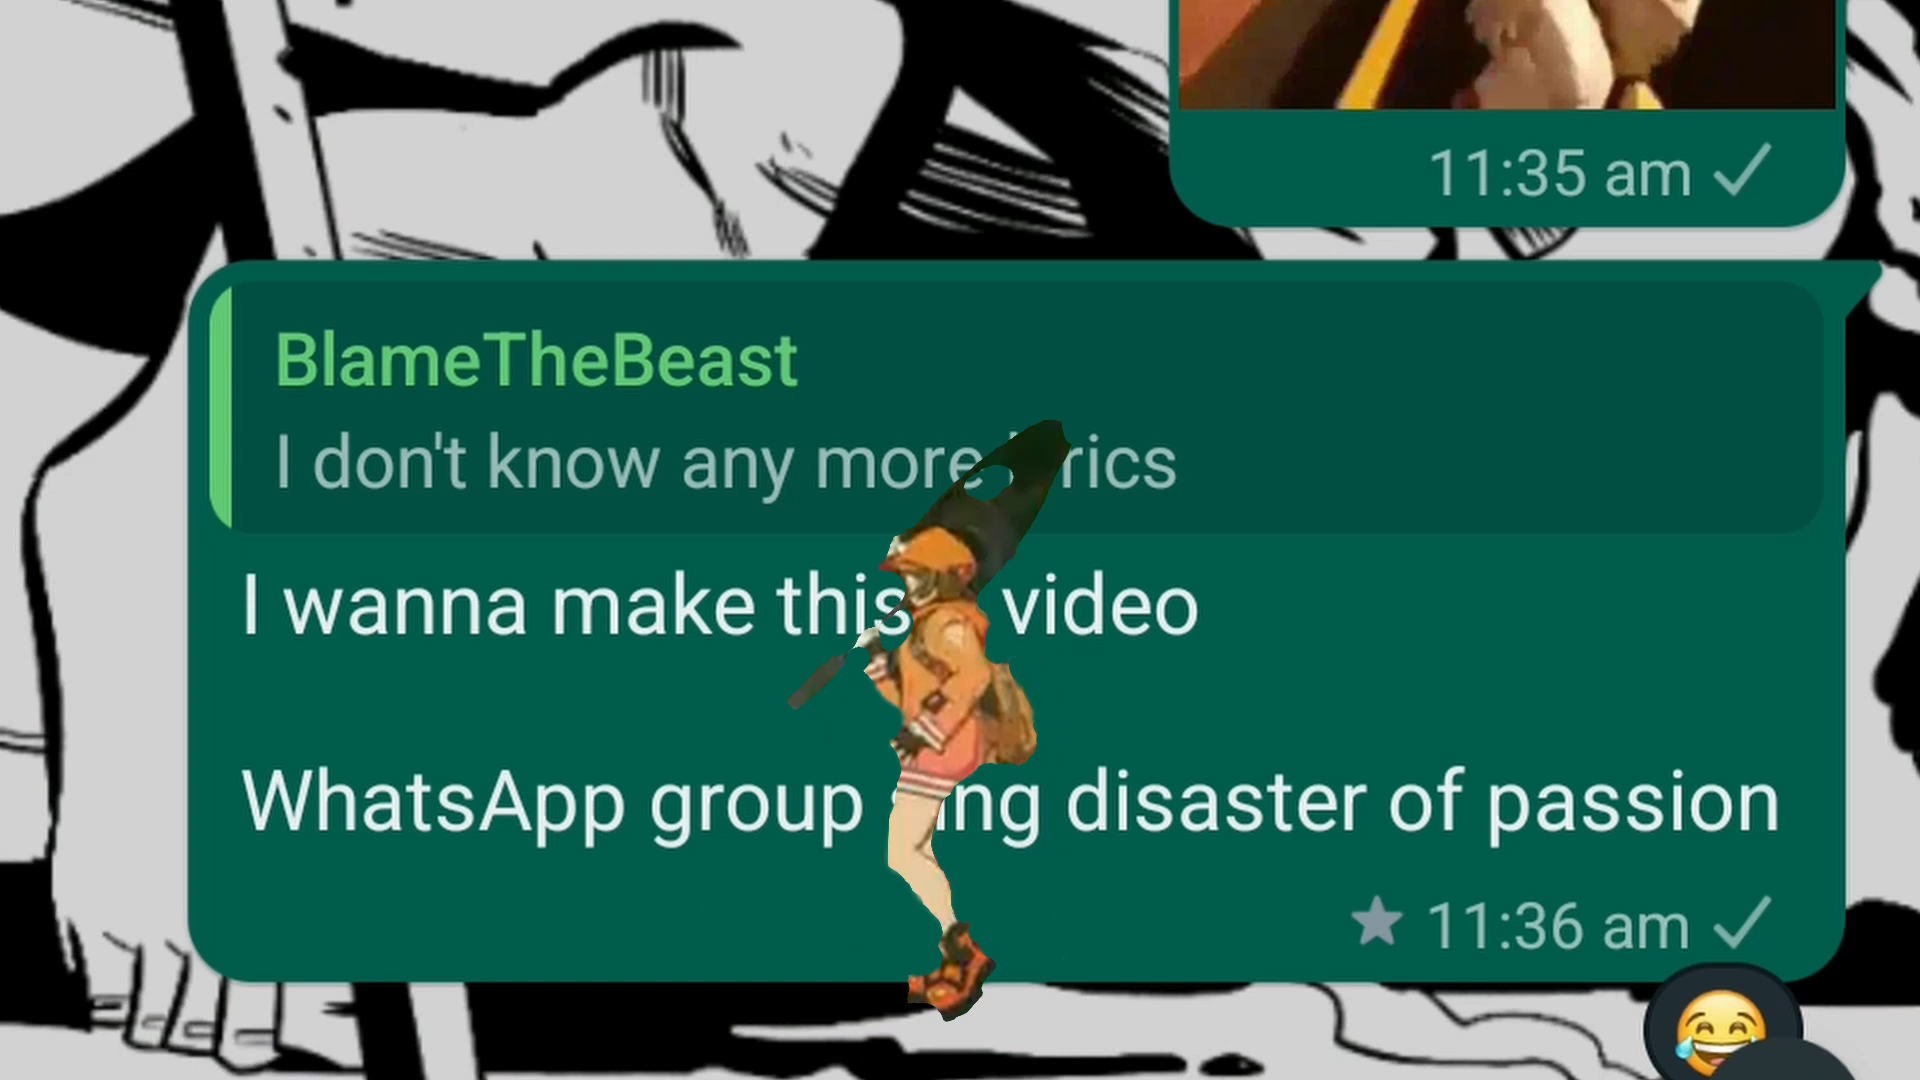 11:35 am
BlameTheBeast
I don't know any more
I wanna make this video
WhatsApp group disaster of passion
11:36 am